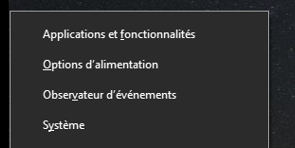 Applications et fonctionnalités
Options d’alimentation
Observateur d’événements
Système